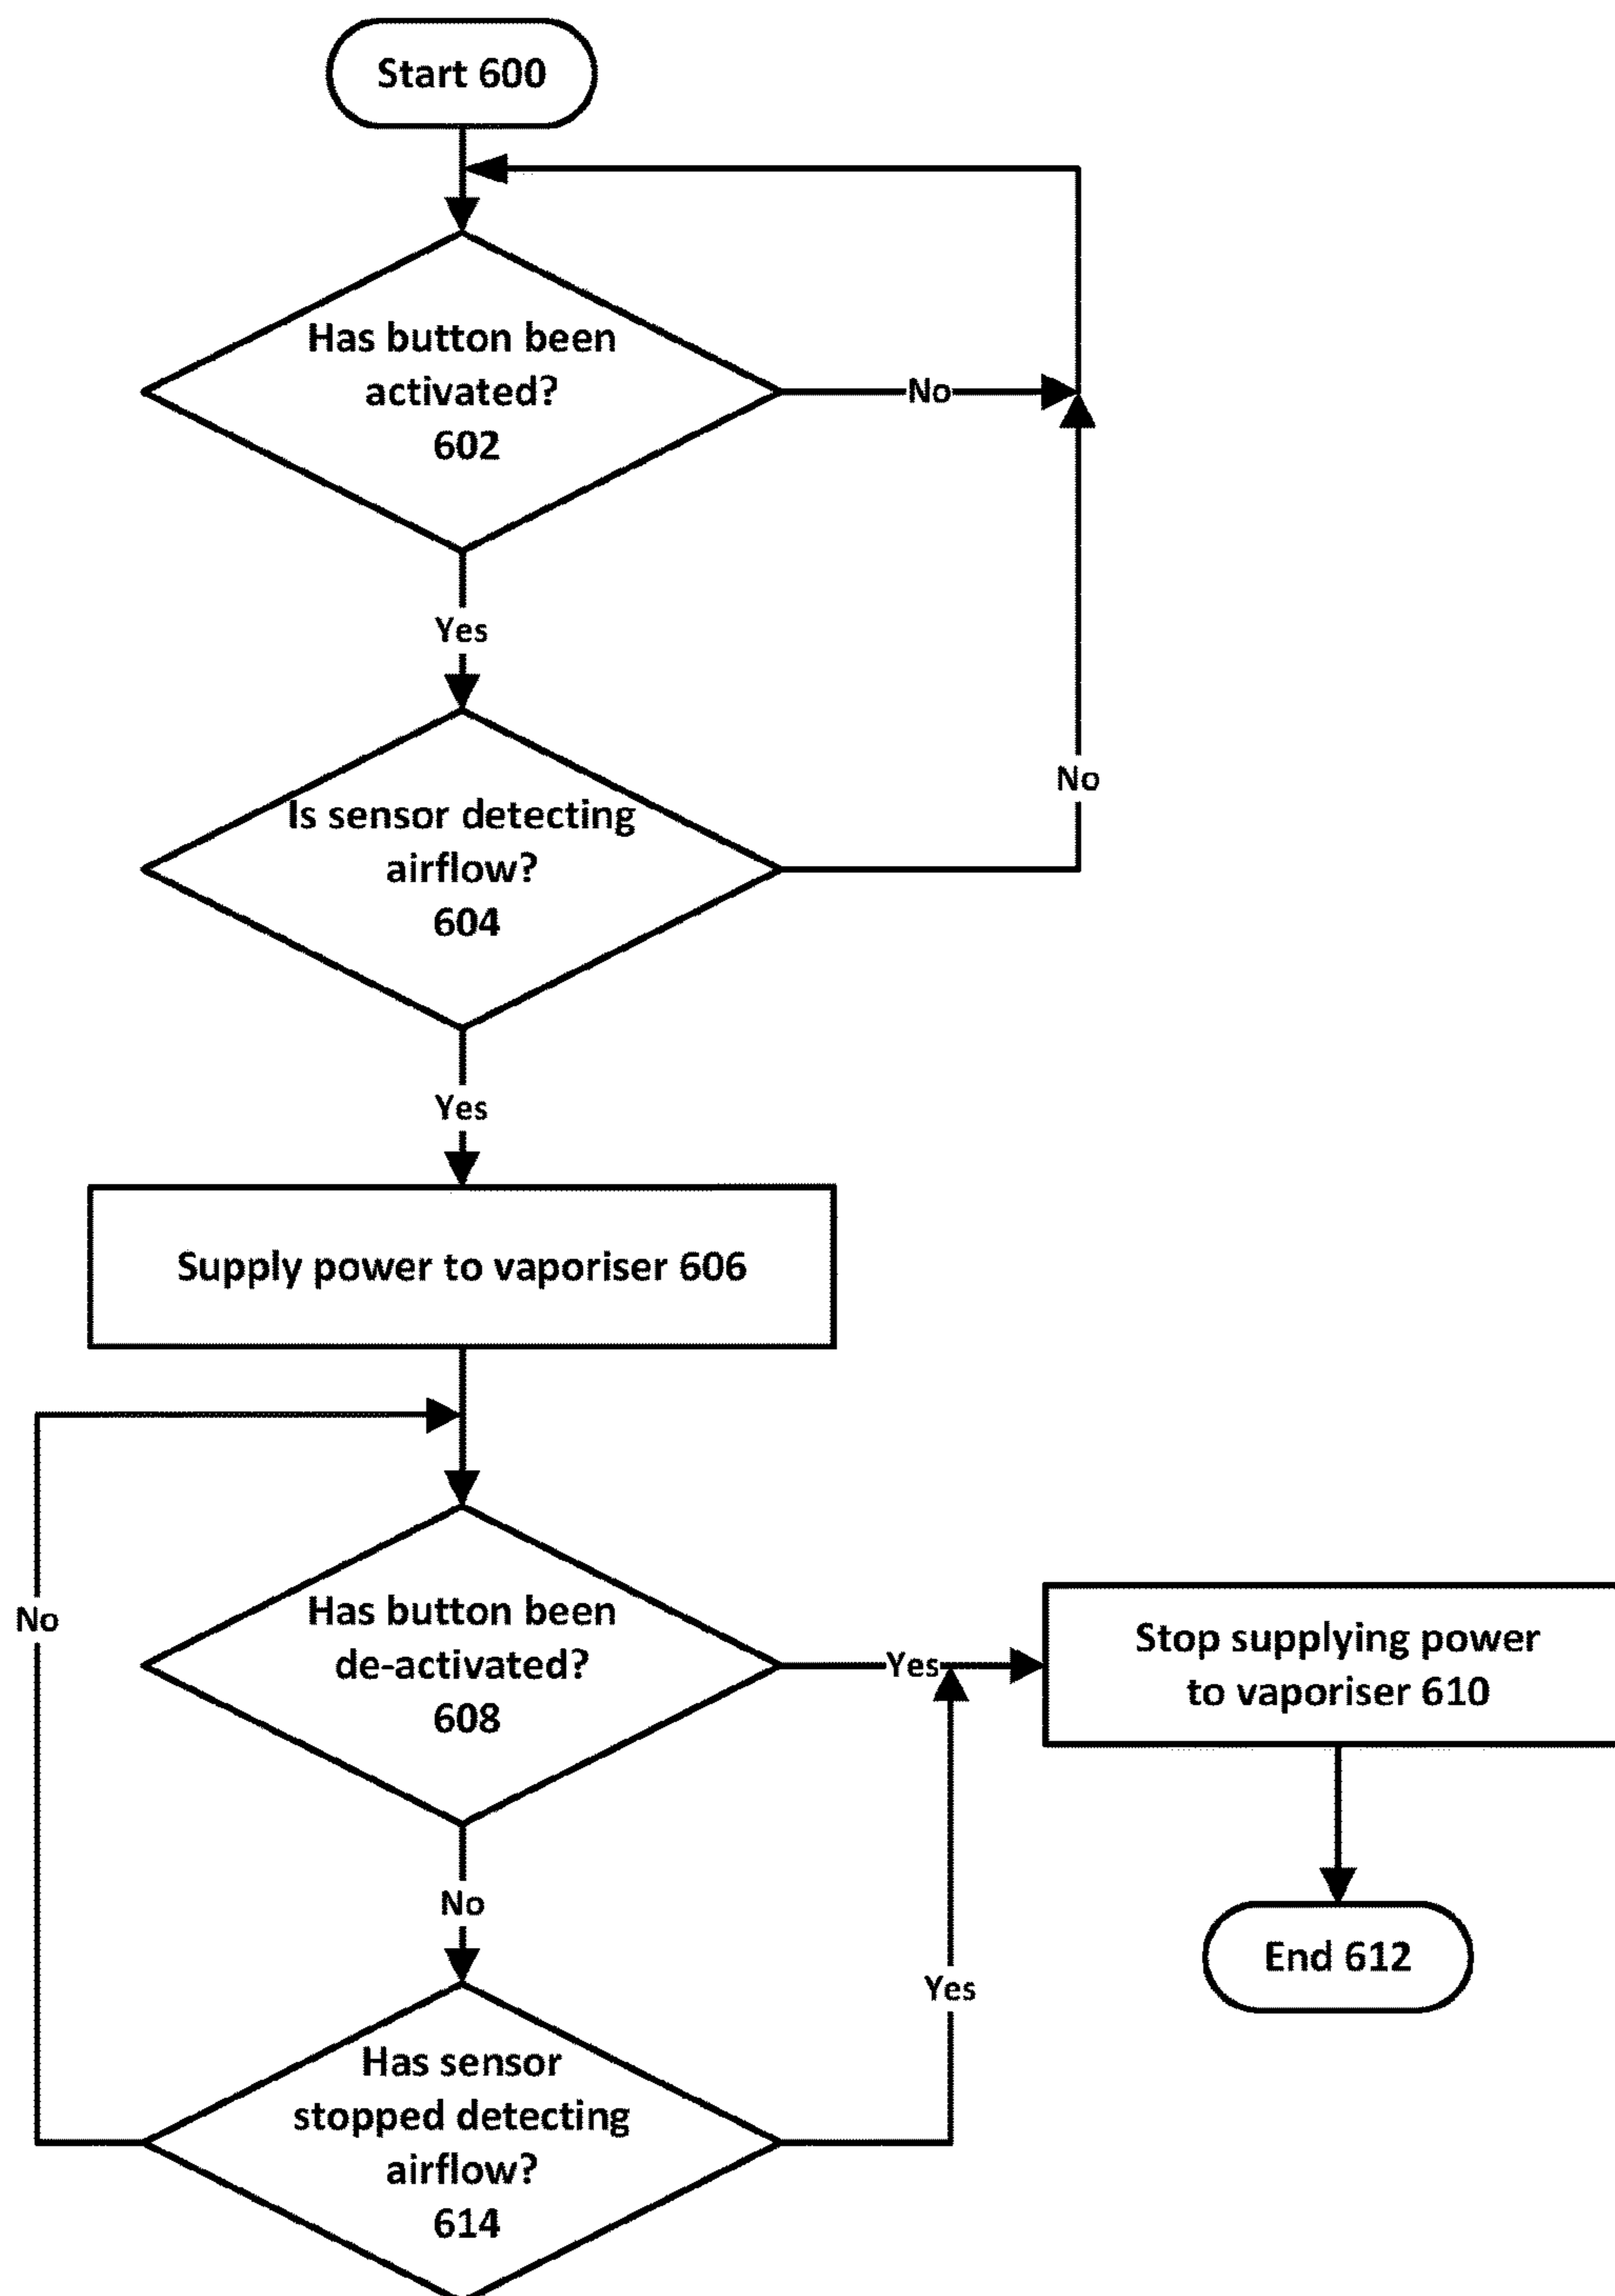 Start 600
Has button been
activated?
602
No
Yes
Is sensor detecting
airflow?
604
No
Yes
Supply power to vaporiser 606
Has button been
de-activated?
608
Yes
No
No
Stop supplying power
to vaporiser 610
End 612
Has sensor
stopped detecting
airflow?
614
Yes